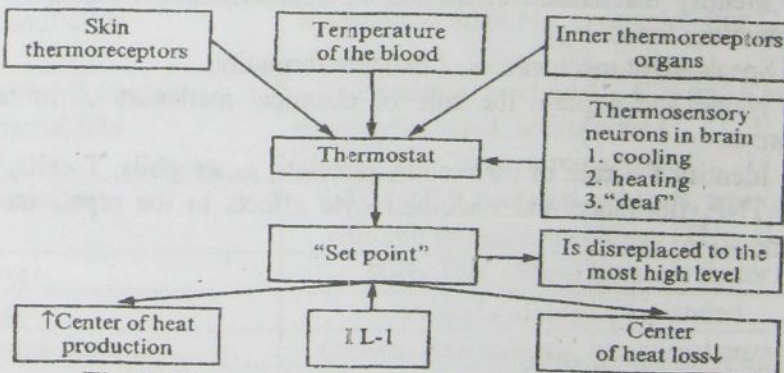 Skin
thermoreceptors
Temperature
of the blood
Inner thermoreceptors
organs
Thermostat
Thermosensory
neurons in brain
1. cooling
2. heating
3. "deaf"
"Set point"
Is disreplaced to the
most high level
↑Center of heat
production
IL-1
Center
of heat loss↓